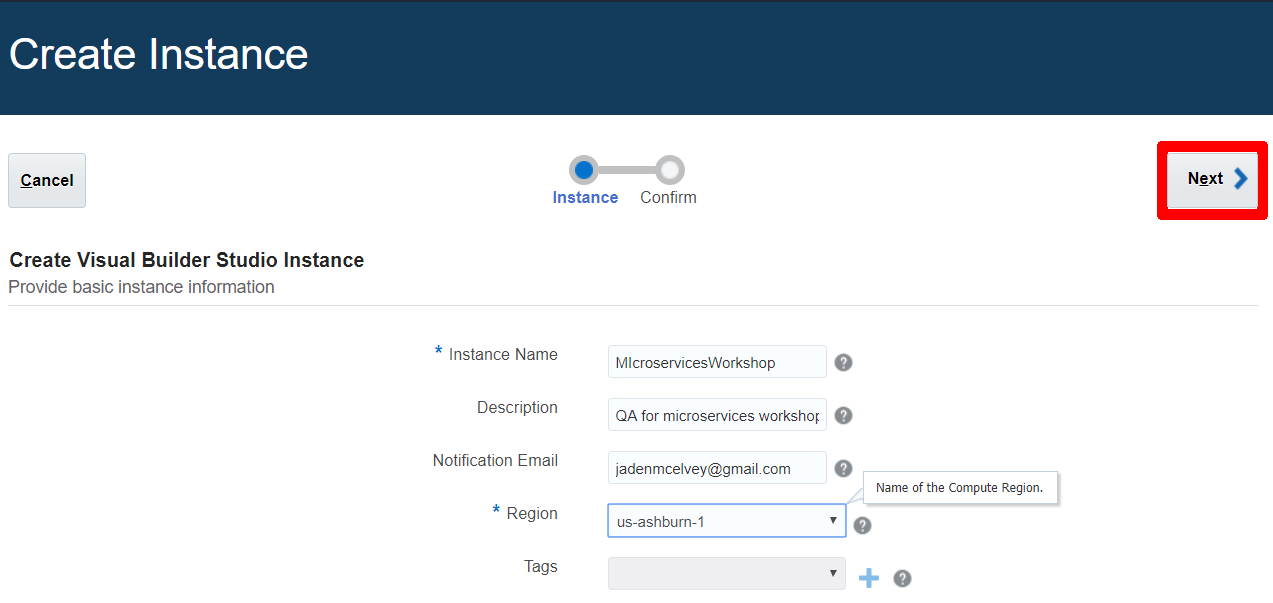 Create Instance
Cancel
Next
Instance Confirm
Create Visual Builder Studio Instance
Provide basic instance information
* Instance Name MIcroservicesWorkshop ?
Description QA for microservices workshop ?
Notification Email jadenmcelvey@gmail.com ?
Name of the Compute Region.
* Region us-ashburn-1 ?
Tags ?